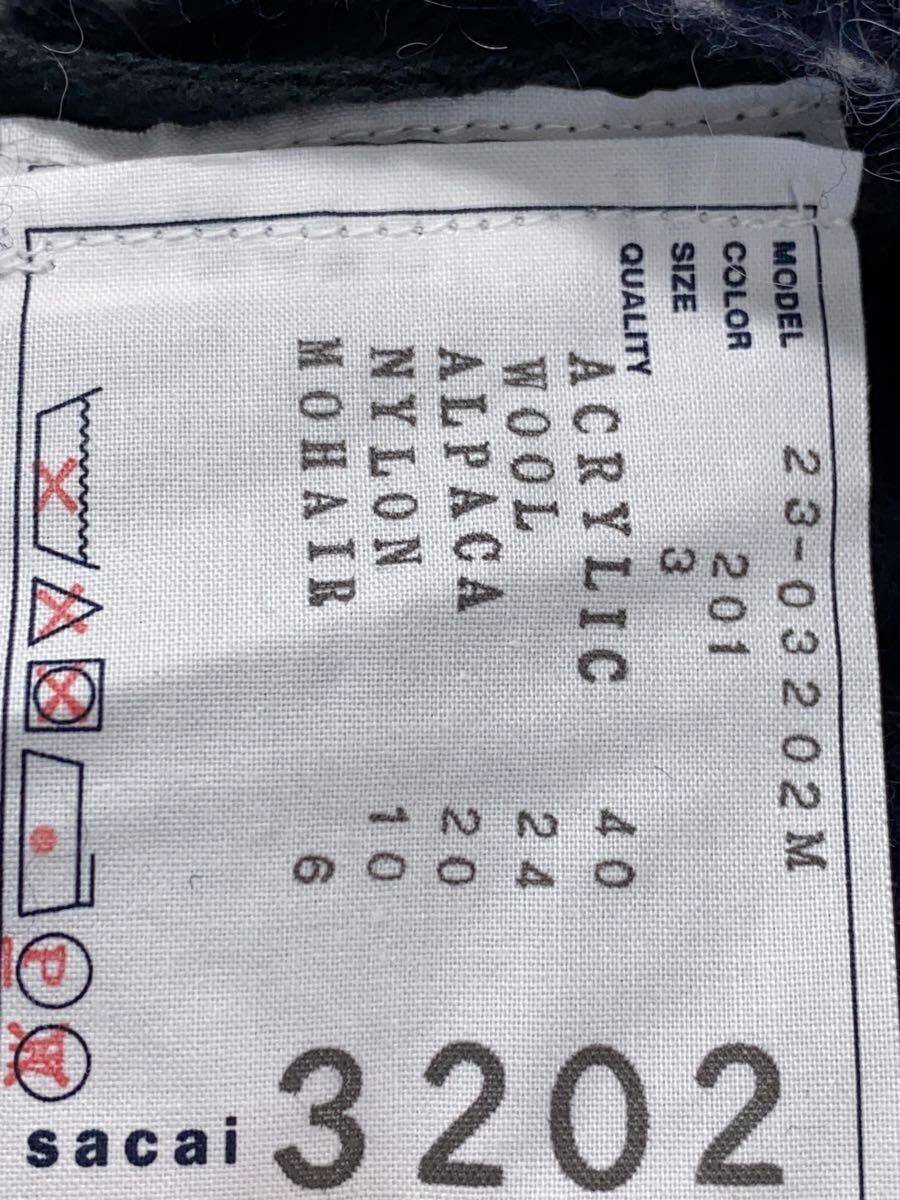 MODEL 23-03202M
COLOR 201
SIZE 3
QUALITY
ACRYLIC 40
WOOL 24
ALPACA 20
NYLON 10
MOHAIR 6
P
W
3202
sacai